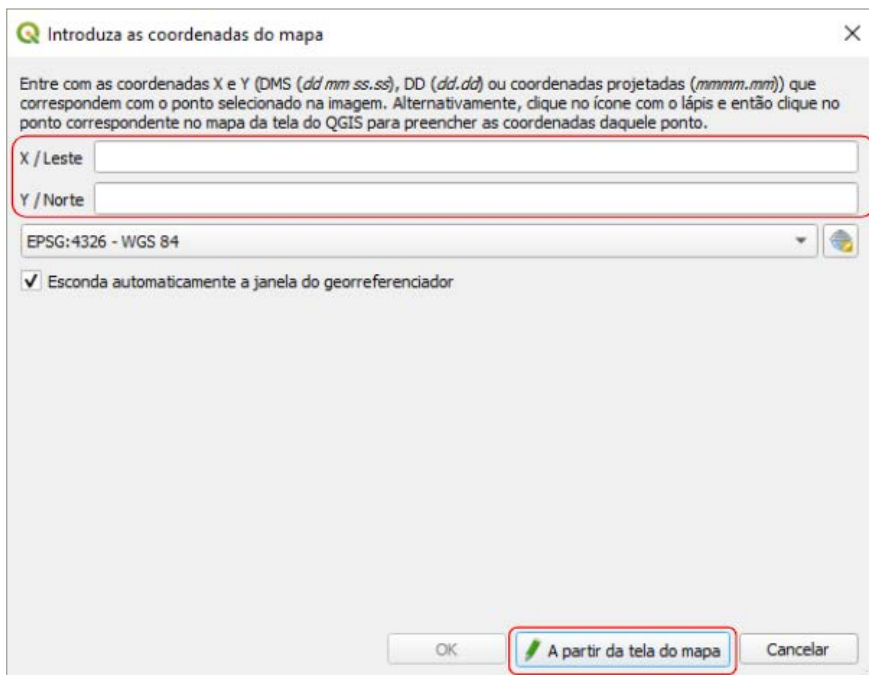 Introduza as coordenadas do mapa
Entre com as coordenadas X e Y (DMS (dd mm ss.ss), DD (dd.dd) ou coordenadas projetadas (mmmm.mm)) que
correspondem com o ponto selecionado na imagem. Alternativamente, clique no ícone com o lápis e então clique no
ponto correspondente no mapa da tela do QGIS para preencher as coordenadas daquele ponto.
X / Leste
Y / Norte
EPSG:4326 - WGS 84
Esconda automaticamente a janela do georreferenciador
OK A partir da tela do mapa Cancelar